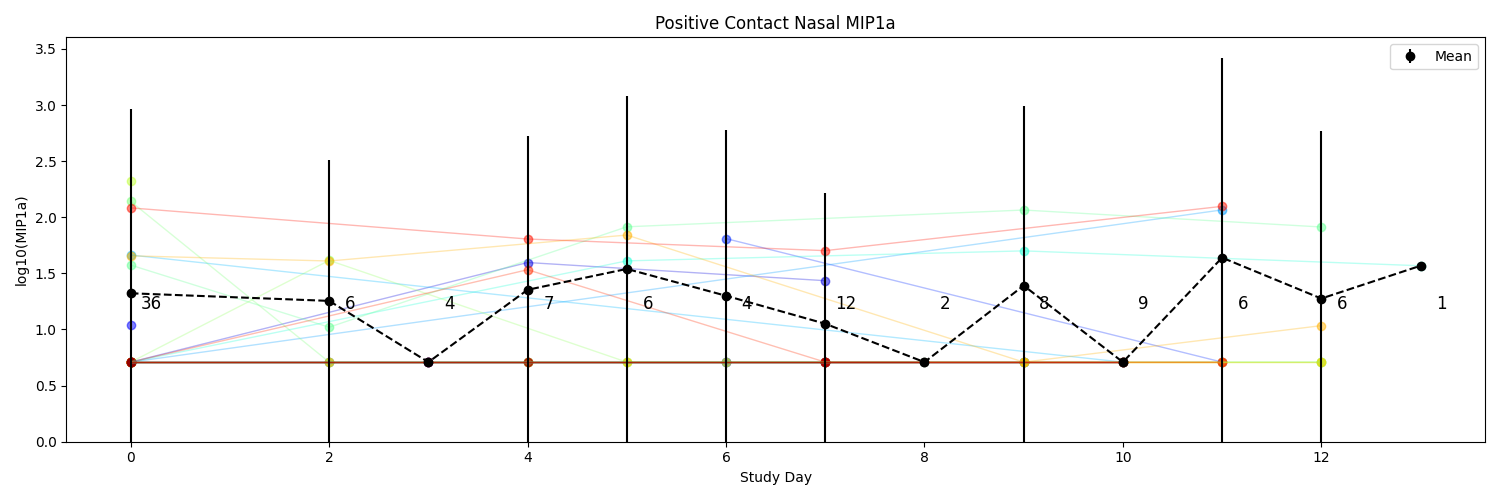 Positive Contact Nasal MIP1a
3.5
3.0
2.5
2.0
1.5
1.0
0.5
0.0
log10(MIP1a)
Mean
36 6 4 7 6 4 12 2 8 9 6 6 1
0 2 4 6 8 10 12
Study Day